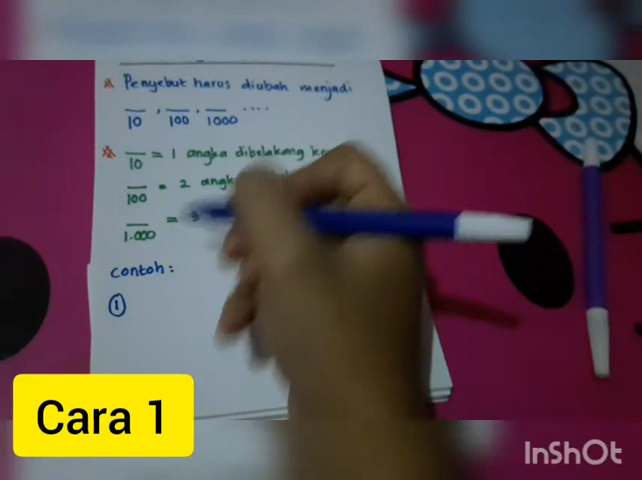 Penyebut harus diubah menjadi
/10 , /100 , /1000 ....
/10 = 1 angka dibelakang
/100 = 2
/1.000 =
contoh:
①
Cara 1
InShOt